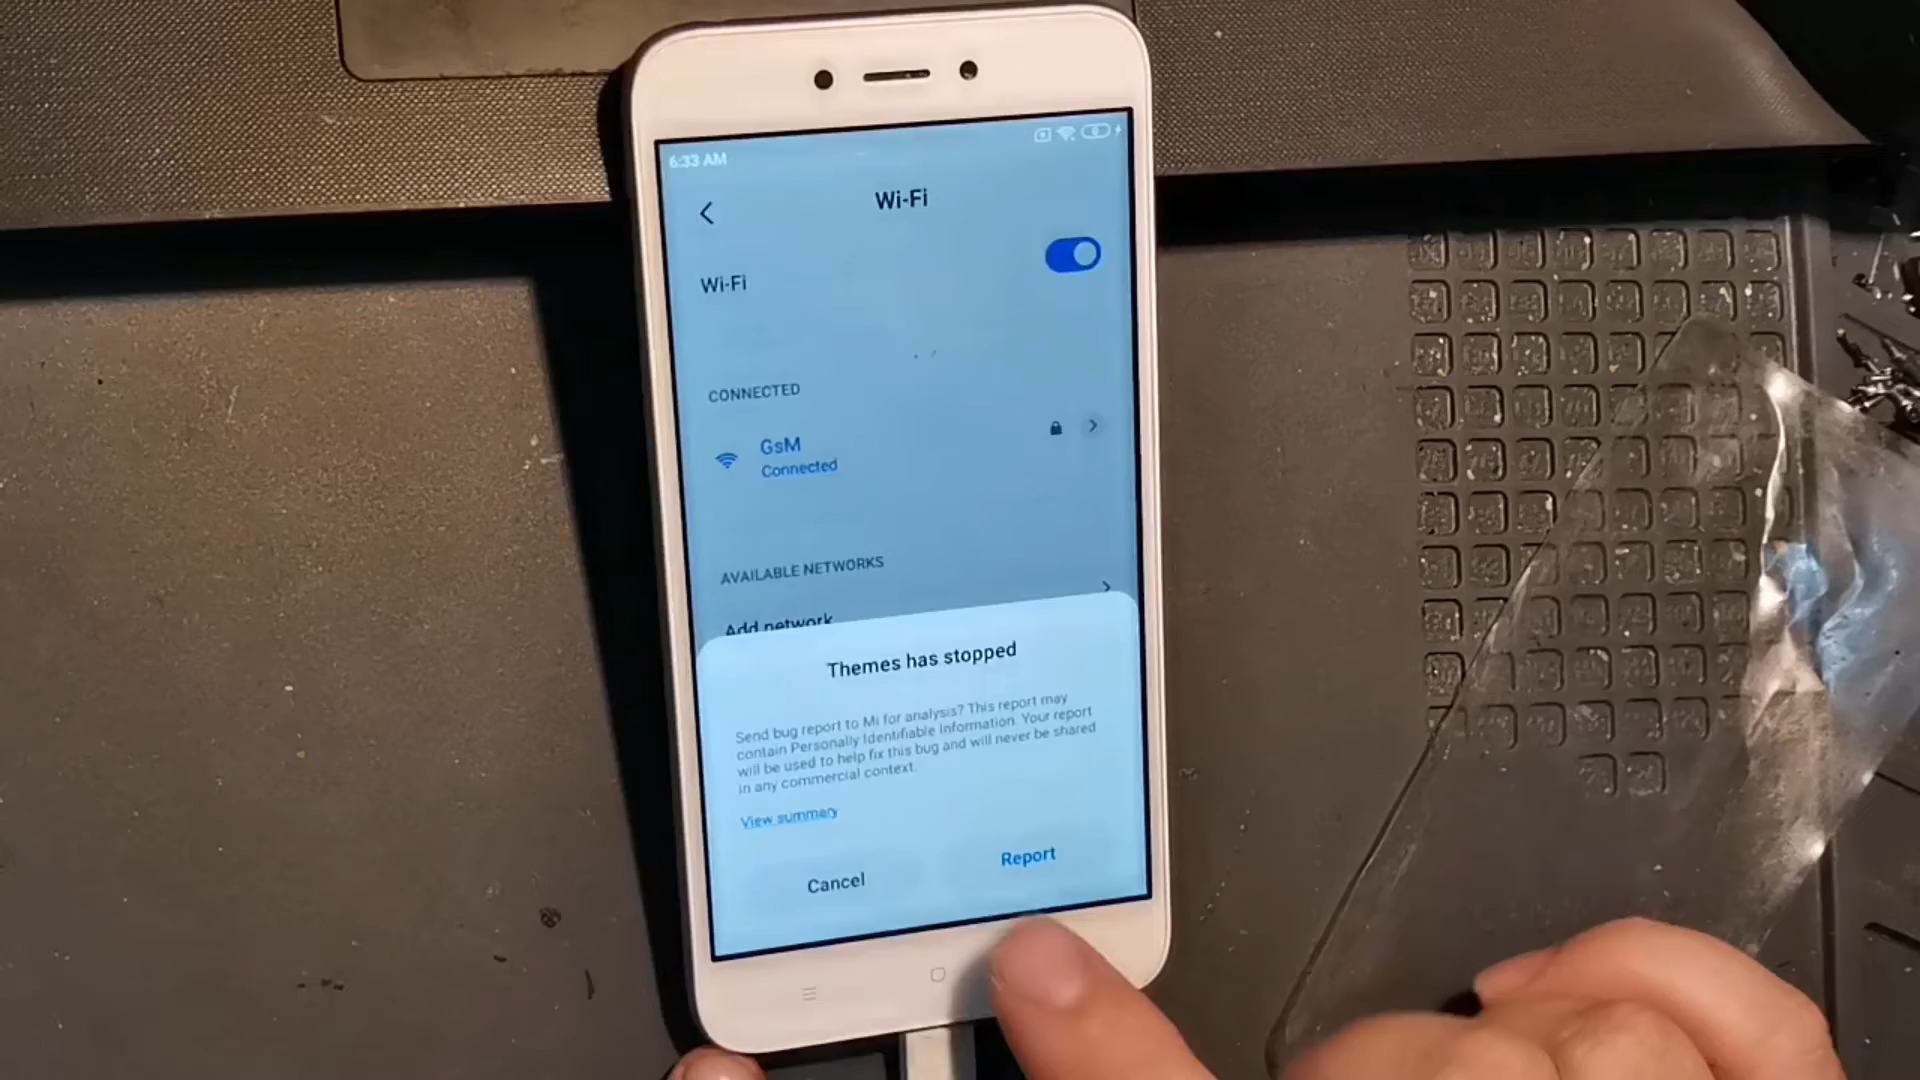 6:33 AM
Wi-Fi
Wi-Fi
CONNECTED
GsM
Connected
AVAILABLE NETWORKS
Add network
Themes has stopped
Send bug report to Mi for analysis? This report may
contain Personally Identifiable Information. Your report
will be used to help fix this bug and will never be shared
in any commercial context.
View summary
Cancel
Report